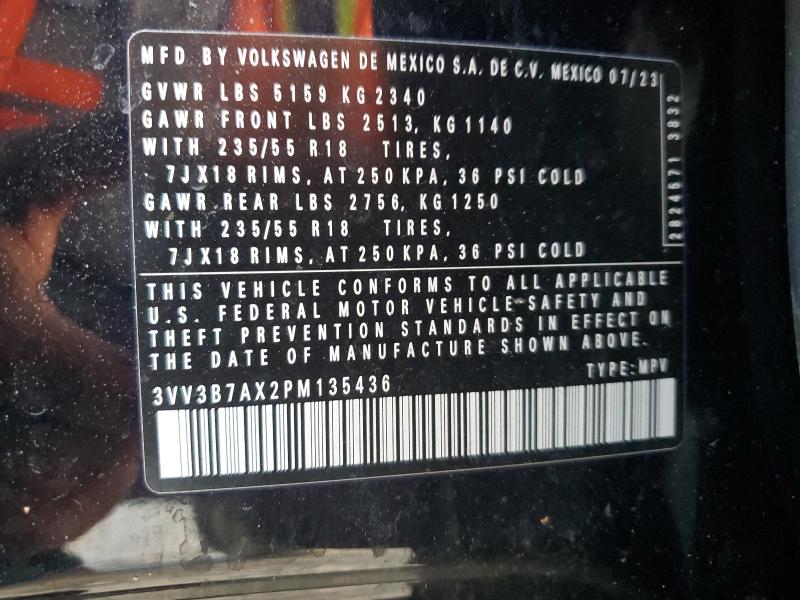 MFD BY VOLKSWAGEN DE MEXICO S.A. DE C.V. MEXICO 07/23
GVWR LBS 5159 KG 2340
GAWR FRONT LBS 2513, KG 1140
WITH 235/55 R18 TIRES,
7JX18 RIMS, AT 250 KPA, 36 PSI COLD
GAWR REAR LBS 2756, KG 1250
WITH 235/55 R18 TIRES,
7JX18 RIMS, AT 250 KPA, 36 PSI COLD
2824571 3832
THIS VEHICLE CONFORMS TO ALL APPLICABLE
U.S. FEDERAL MOTOR VEHICLE SAFETY AND
THEFT PREVENTION STANDARDS IN EFFECT ON
THE DATE OF MANUFACTURE SHOWN ABOVE.
3VV3B7AX2PM135436 TYPE:MPV